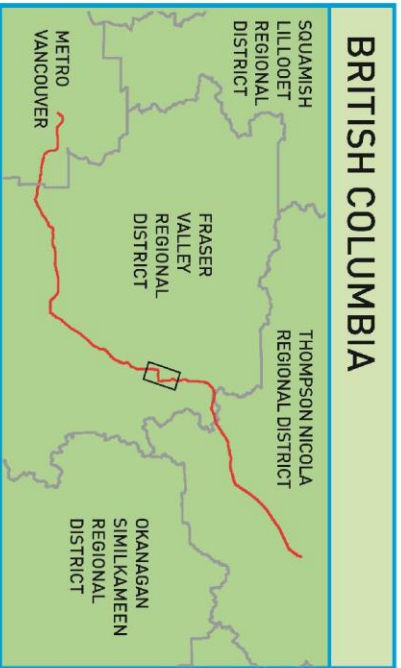 BRITISH COLUMBIA
SQUAMISH
LILLOOET
REGIONAL
DISTRICT
THOMPSON NICOLA
REGIONAL DISTRICT
METRO
VANCOUVER
FRASER
VALLEY
REGIONAL
DISTRICT
OKANAGAN
SIMILKAMEEN
REGIONAL
DISTRICT